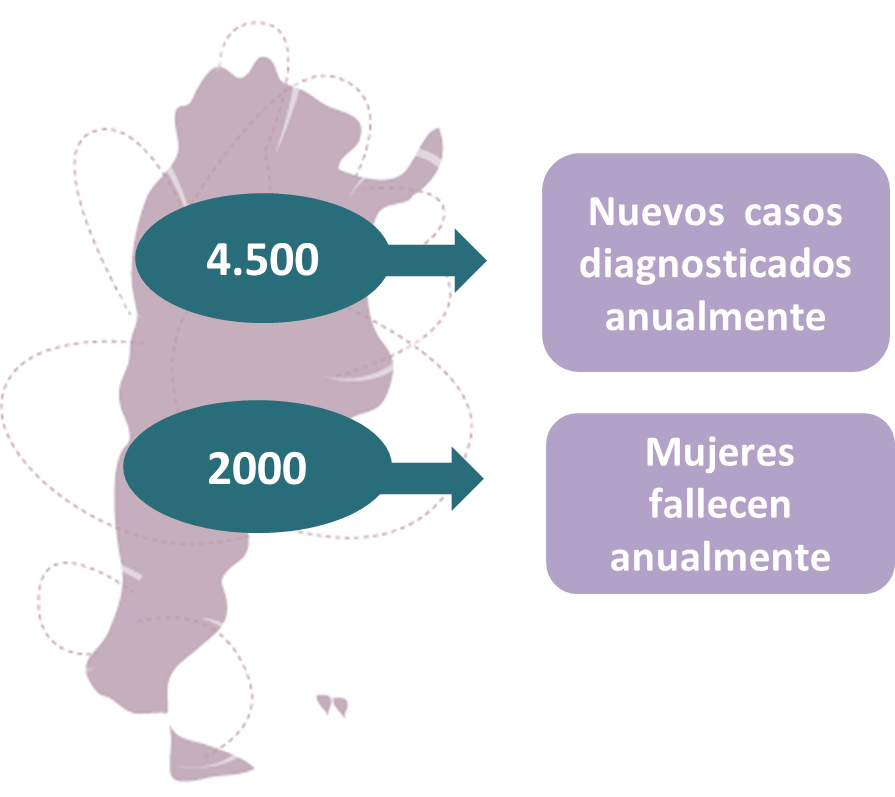 4.500
Nuevos casos
diagnosticados
anualmente
2000
Mujeres
fallecen
anualmente